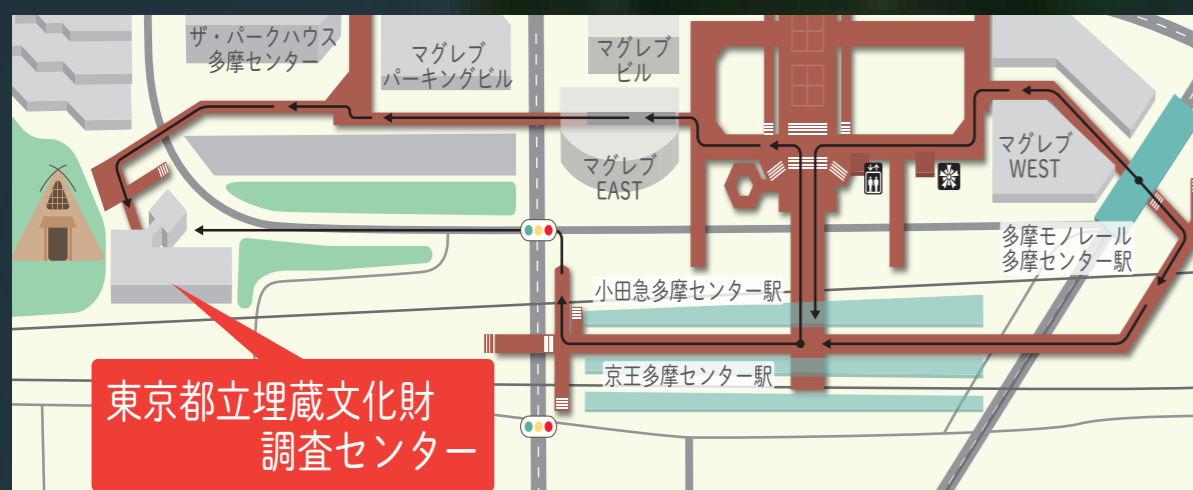 ザ・パークハウス
多摩センター
マグレブ
パーキングビル
マグレブ
ビル
マグレブ
EAST
マグレブ
WEST
多摩モノレール
多摩センター駅
小田急多摩センター駅
京王多摩センター駅
東京都立埋蔵文化財
調査センター